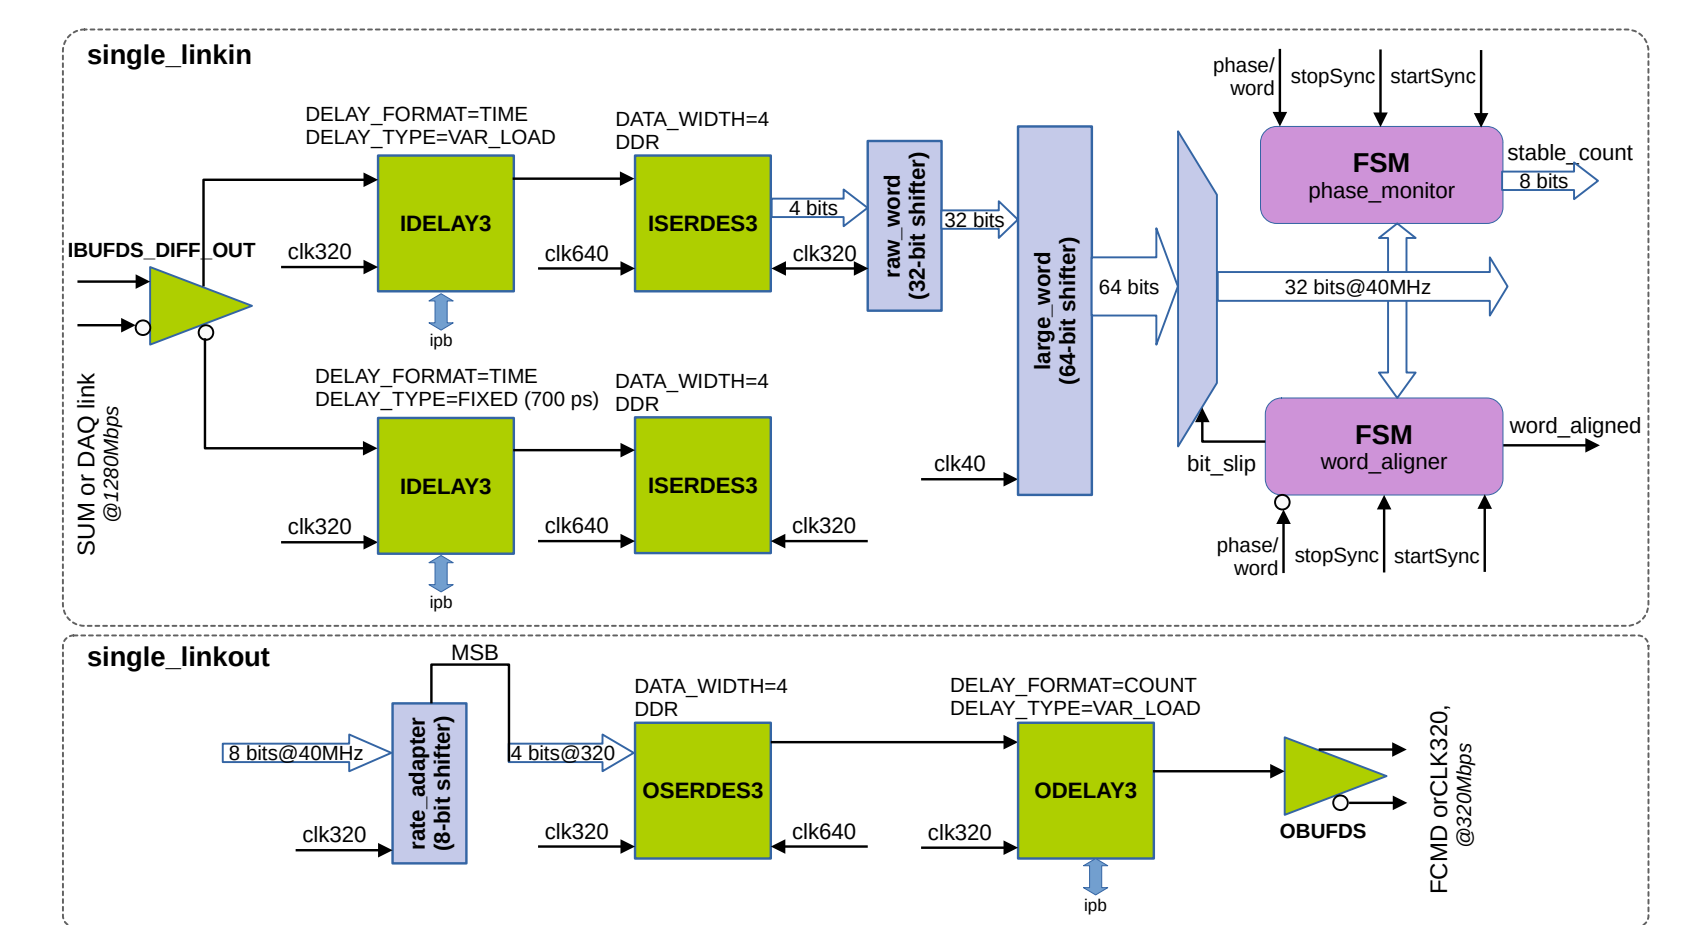 single_linkin
phase/
word
stopSync
startSync
DELAY_FORMAT=TIME
DELAY_TYPE=VAR_LOAD
DATA_WIDTH=4
DDR
FSM
phase_monitor
stable_count
8 bits
IDELAY3
ISERDES3
4 bits
raw_word
(32-bit shifter)
32 bits
large_word
(64-bit shifter)
IBUFDS_DIFF_OUT
clk320
clk640
clk320
64 bits
32 bits@40MHz
ipb
SUM or DAQ link
@1280Mbps
DELAY_FORMAT=TIME
DELAY_TYPE=FIXED (700 ps)
DATA_WIDTH=4
DDR
IDELAY3
ISERDES3
clk40
bit_slip
FSM
word_aligner
word_aligned
clk320
clk640
clk320
phase/
word
stopSync
startSync
ipb
single_linkout
MSB
DATA_WIDTH=4
DDR
DELAY_FORMAT=COUNT
DELAY_TYPE=VAR_LOAD
8 bits@40MHz
rate_adapter
(8-bit shifter)
4 bits@320
OSERDES3
ODELAY3
OBUFDS
clk320
clk320
clk640
clk320
ipb
FCMD orCLK320,
@320Mbps